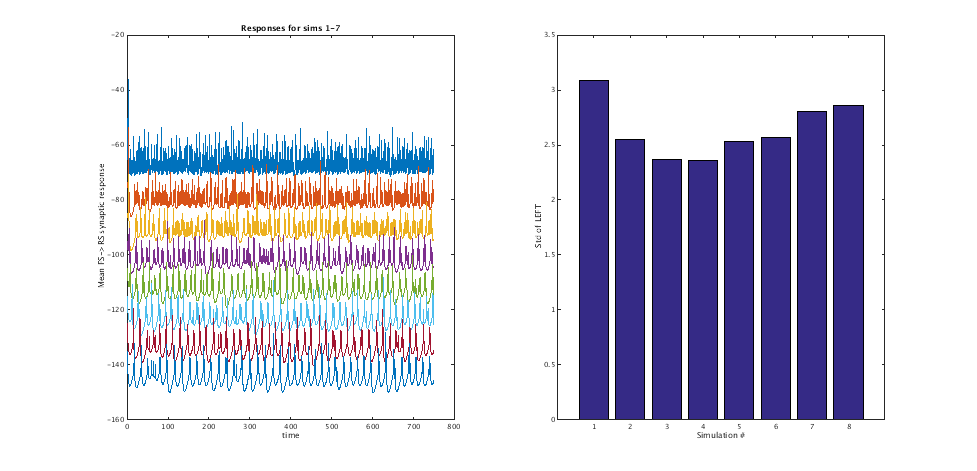 Responses for sims 1-7
Mean FS-> RS synaptic response
-20
-40
-60
-80
-100
-120
-140
-160
0 100 200 300 400 500 600 700 800
time
Std of LEFT
3.5
3
2.5
2
1.5
1
0.5
0
1 2 3 4 5 6 7 8
Simulation #